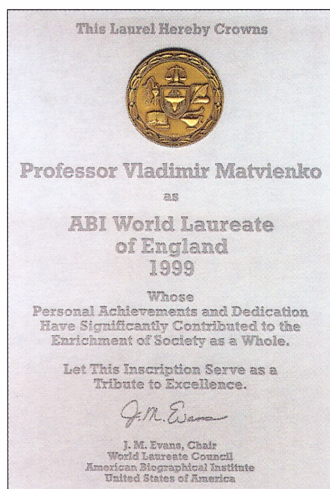 This Laurel Hereby Crowns
Professor Vladimir Matvienko
as
ABI World Laureate
of England
1999
Whose
Personal Achievements and Dedication
Have Significantly Contributed to the
Enrichment of Society as a Whole.
Let This Inscription Serve as a
Tribute to Excellence.
J. M. Evans
J. M. Evans, Chair
World Laureate Council
American Biographical Institute
United States of America